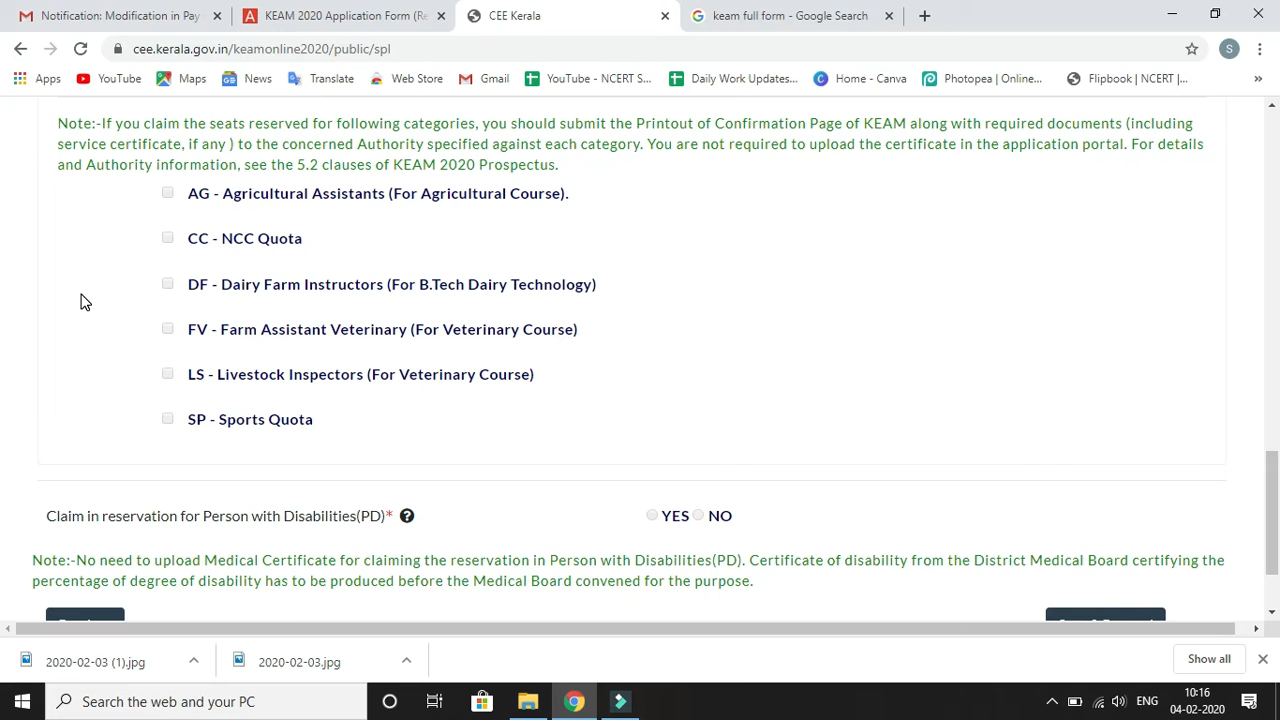 Notification: Modification in Pay
KEAM 2020 Application Form (Re
CEE Kerala
keam full form - Google Search
cee.kerala.gov.in/keamonline2020/public/spl
S
Apps
YouTube
Maps
News
Translate
Web Store
Gmail
YouTube - NCERT S...
Daily Work Updates...
Home - Canva
Photopea | Online...
Flipbook | NCERT |...
Note:-If you claim the seats reserved for following categories, you should submit the Printout of Confirmation Page of KEAM along with required documents (including
service certificate, if any ) to the concerned Authority specified against each category. You are not required to upload the certificate in the application portal. For details
and Authority information, see the 5.2 clauses of KEAM 2020 Prospectus.
AG - Agricultural Assistants (For Agricultural Course).
CC - NCC Quota
DF - Dairy Farm Instructors (For B.Tech Dairy Technology)
FV - Farm Assistant Veterinary (For Veterinary Course)
LS - Livestock Inspectors (For Veterinary Course)
SP - Sports Quota
Claim in reservation for Person with Disabilities(PD)* ? YES NO
Note:-No need to upload Medical Certificate for claiming the reservation in Person with Disabilities(PD). Certificate of disability from the District Medical Board certifying the
percentage of degree of disability has to be produced before the Medical Board convened for the purpose.
2020-02-03 (1).jpg
2020-02-03.jpg
Show all
Search the web and your PC
ENG
10:16
04-02-2020